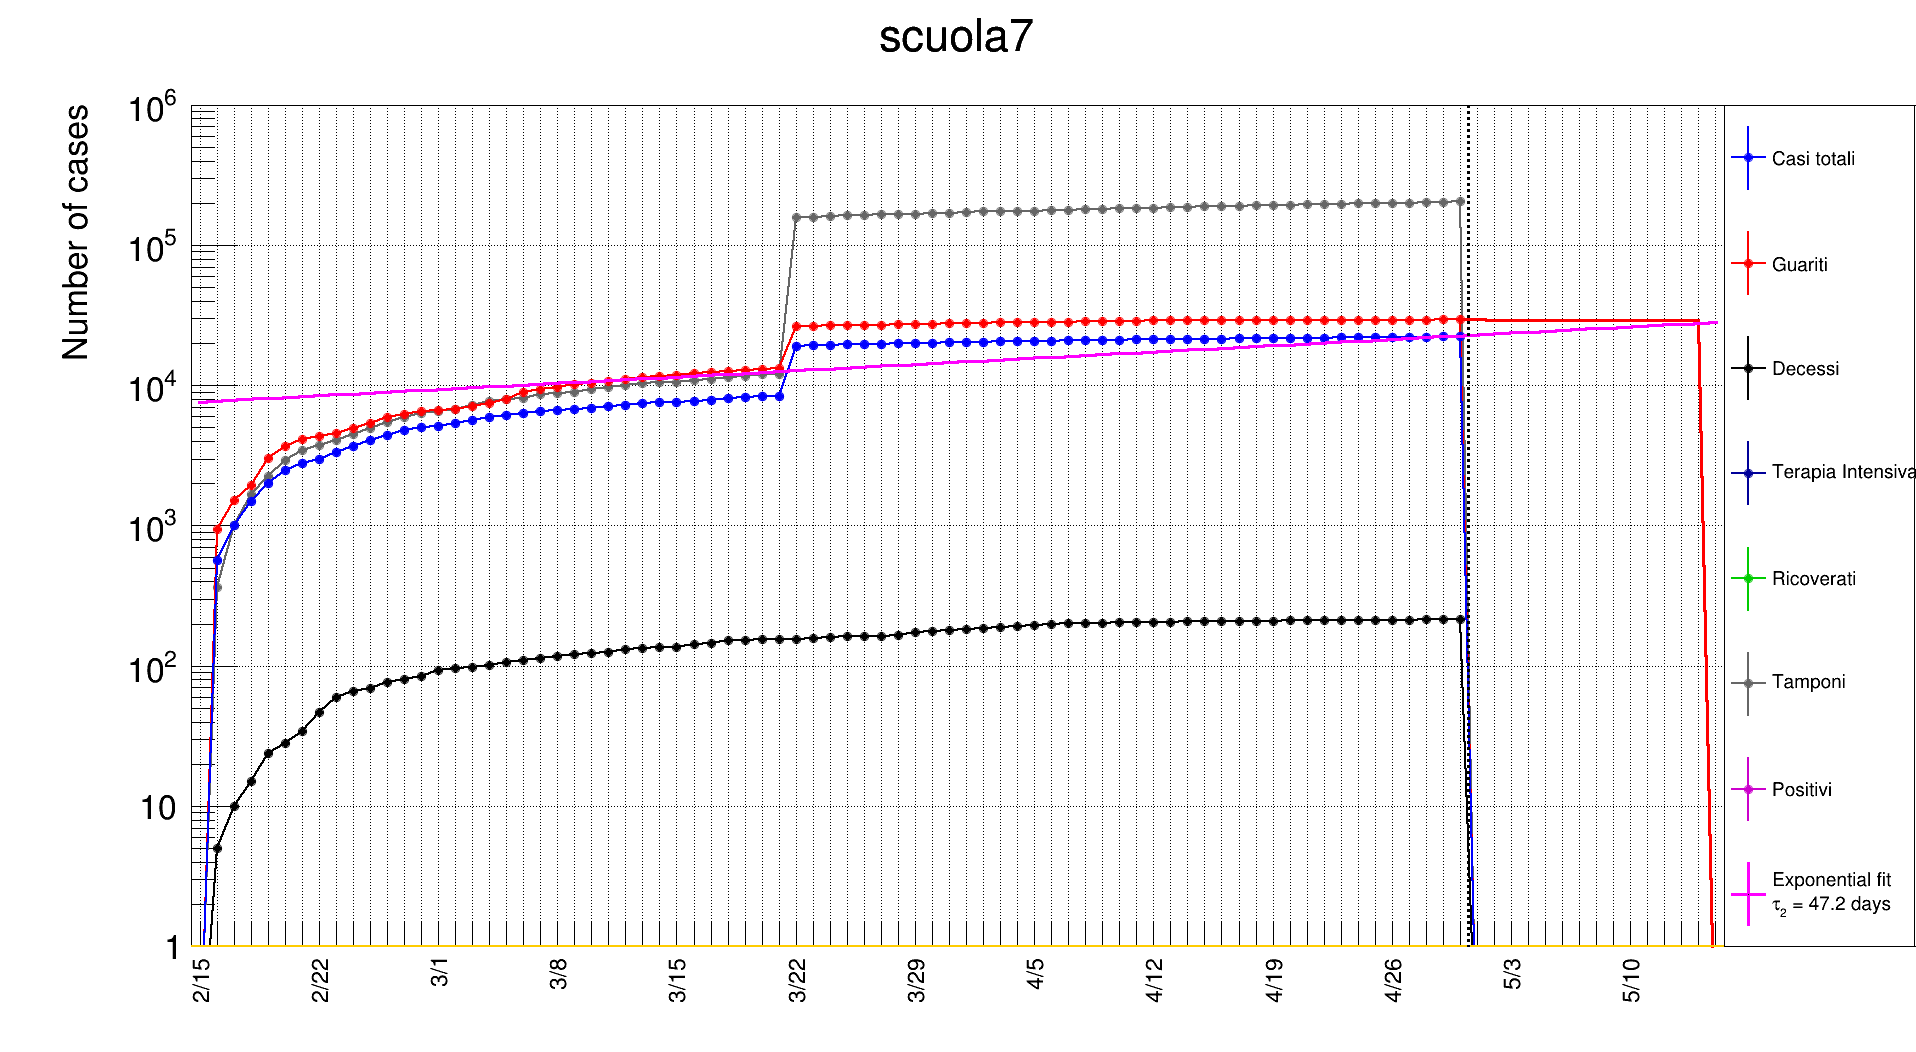 scuola7
Number of cases
10^6
10^5
10^4
10^3
10^2
10
1
2/15 2/22 3/1 3/8 3/15 3/22 3/29 4/5 4/12 4/19 4/26 5/3 5/10
Casi totali
Guariti
Decessi
Terapia Intensiva
Ricoverati
Tamponi
Positivi
Exponential fit
τ₂ = 47.2 days